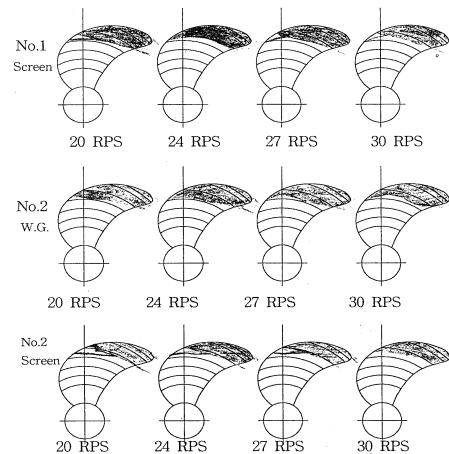 No.1
Screen
20 RPS 24 RPS 27 RPS 30 RPS
No.2
W.G.
20 RPS 24 RPS 27 RPS 30 RPS
No.2
Screen
20 RPS 24 RPS 27 RPS 30 RPS